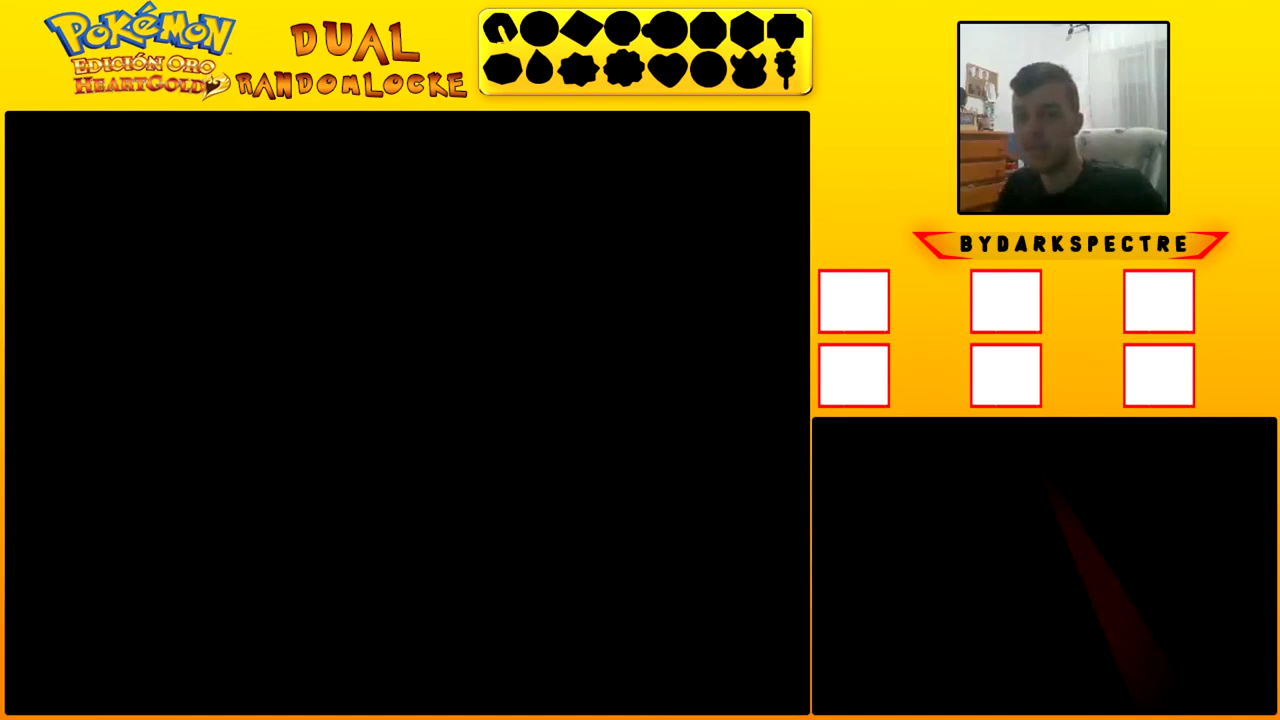 POKéMON
EDICIÓN ORO
HEARTGOLD
DUAL
RANDOMLOCKE
BYDARKSPECTRE